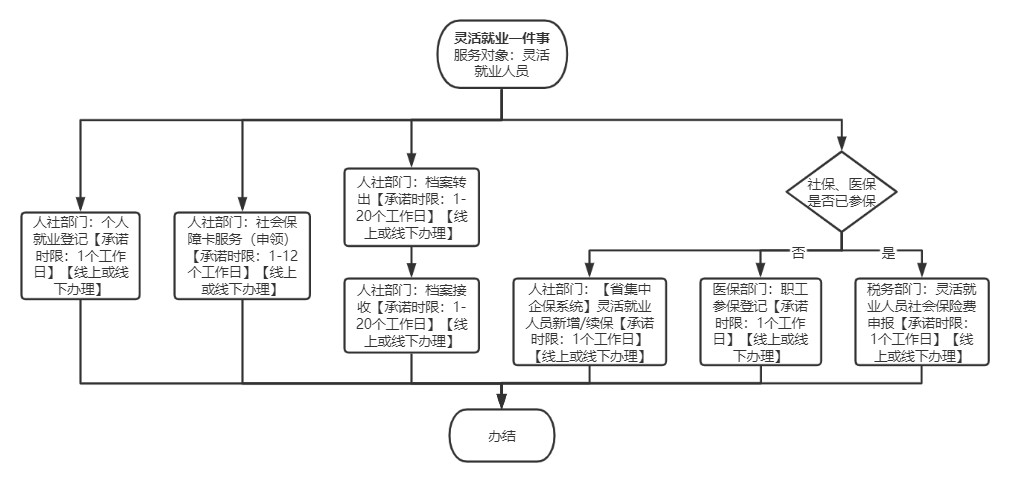 灵活就业一件事
服务对象：灵活
就业人员
人社部门：个人
就业登记【承诺
时限：1个工作
日】【线上或线
下办理】
人社部门：社会保
障卡服务（申领）
【承诺时限：1-12
个工作日】【线上
或线下办理】
人社部门：档案转
出【承诺时限：1-
20个工作日】【线
上或线下办理】
人社部门：档案接
收【承诺时限：1-
20个工作日】【线
上或线下办理】
社保、医保
是否已参保
否
是
人社部门：【省集中
企保系统】灵活就业
人员新增/续保【承诺
时限：1个工作日】
【线上或线下办理】
医保部门：职工
参保登记【承诺
时限：1个工作
日】【线上或线
下办理】
税务部门：灵活就
业人员社会保险费
申报【承诺时限：
1个工作日】【线
上或线下办理】
办结